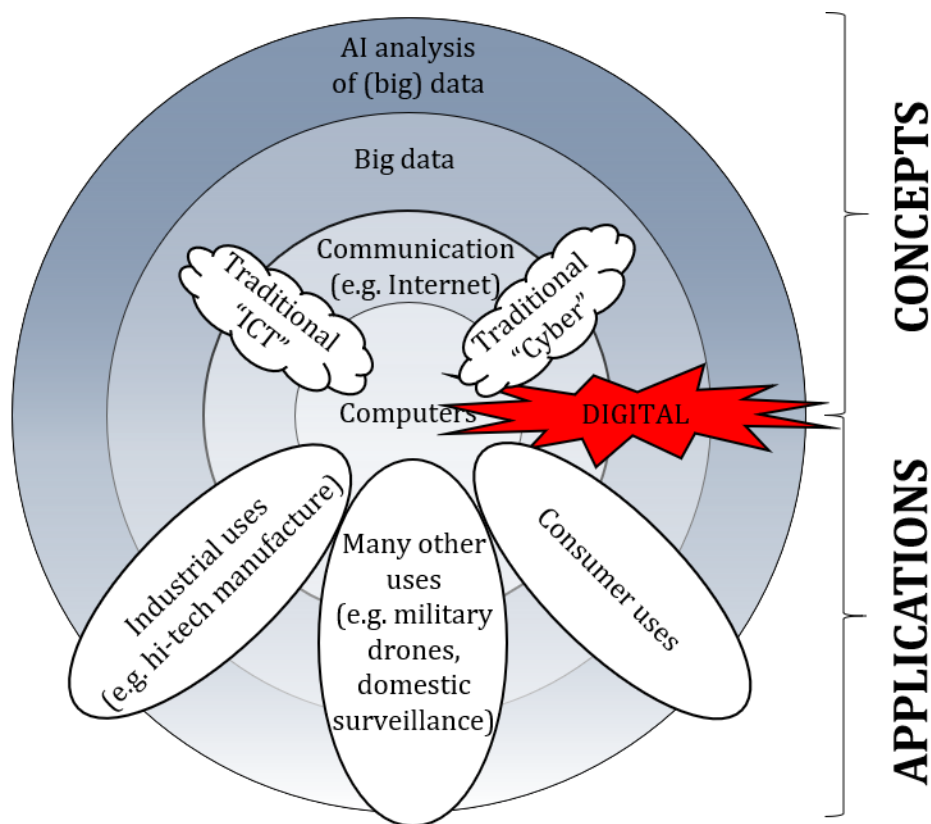 AI analysis
of (big) data
Big data
Communication
(e.g. Internet)
Traditional
“ICT”
Traditional
“Cyber”
Computers
DIGITAL
Industrial uses
(e.g. hi-tech manufacture)
Many other
uses
(e.g. military
drones,
domestic
surveillance)
Consumer uses
CONCEPTS
APPLICATIONS